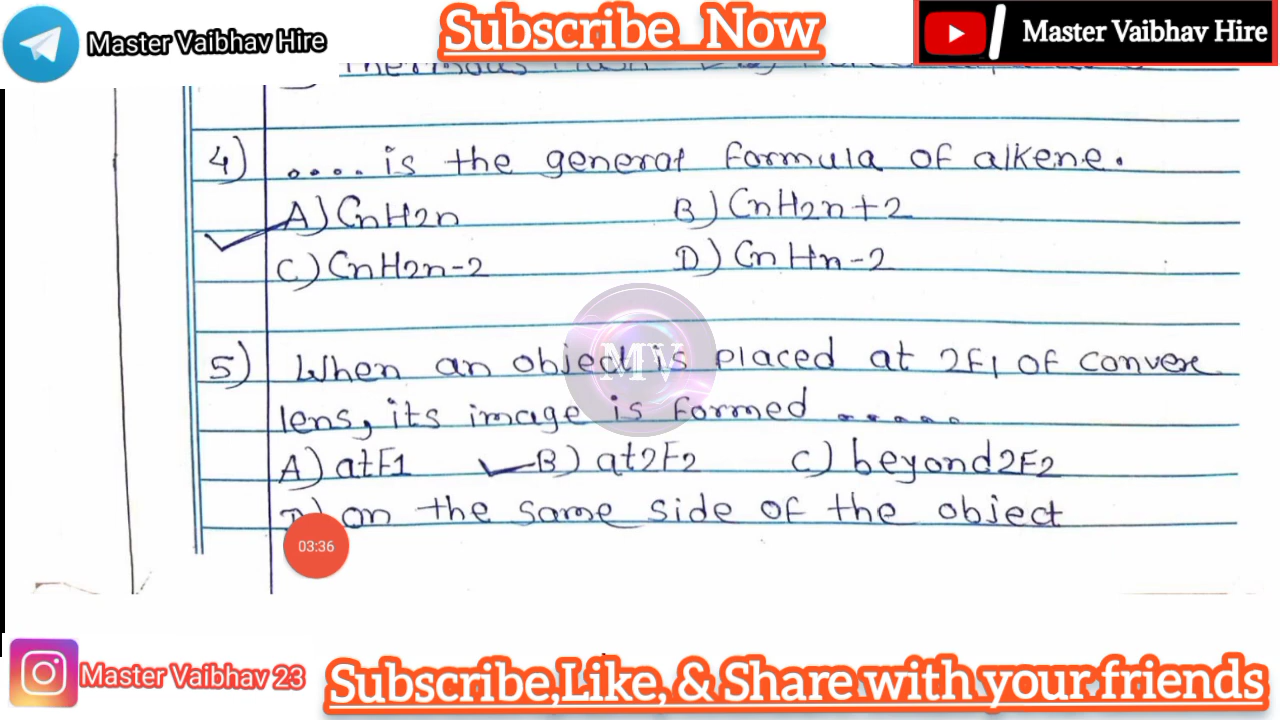 Master Vaibhav Hire
Subscribe Now
Master Vaibhav Hire
4) .... is the general formula of alkene.
A) CnH2n B) CnH2n+2
C) CnH2n-2 D) CnHn-2
MV
5) When an object is placed at 2F1 of convex
lens, its image is formed .....
A) at F1 B) at 2F2 C) beyond 2F2
D) on the same side of the object
03:36
Master Vaibhav 23
Subscribe,Like, & Share with your friends